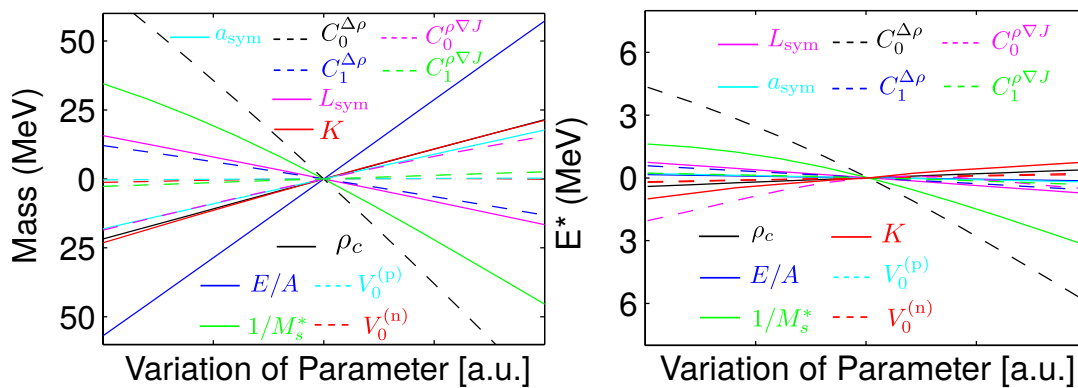 50
25
0
25
50
Mass (MeV)
a_sym C_0^{Δρ} C_0^{ρ∇J}
C_1^{Δρ} C_1^{ρ∇J}
L_sym
K
ρ_c
E/A V_0^{(p)}
1/M_s^* V_0^{(n)}
Variation of Parameter [a.u.]
6
3
0
3
6
E* (MeV)
L_sym C_0^{Δρ} C_0^{ρ∇J}
a_sym C_1^{Δρ} C_1^{ρ∇J}
ρ_c K
E/A V_0^{(p)}
1/M_s^* V_0^{(n)}
Variation of Parameter [a.u.]